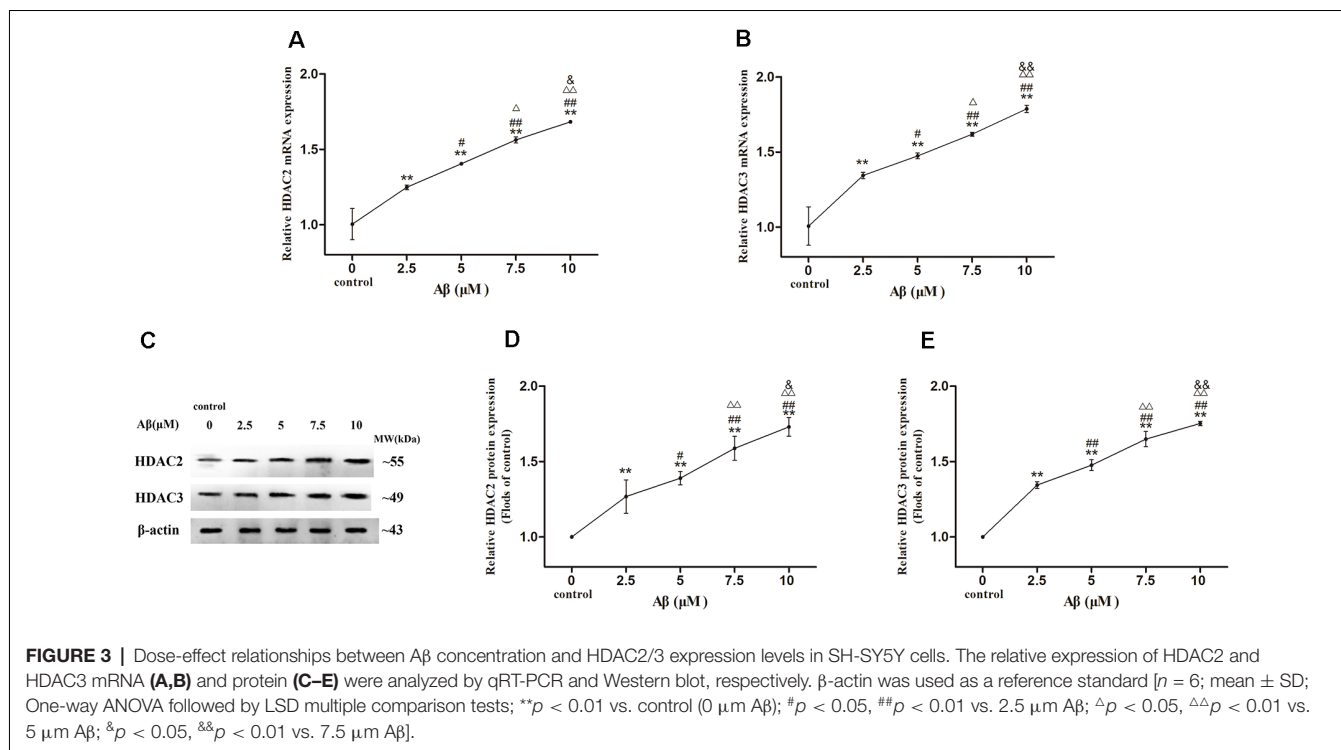 A
Relative HDAC2 mRNA expression
2.0
1.5
1.0
**
#
**
△
##
**
&
△△
##
**
0
2.5
5
7.5
10
control
Aβ (μM )
B
Relative HDAC3 mRNA expression
2.0
1.5
1.0
**
#
**
△
##
**
&&
△△
##
**
0
2.5
5
7.5
10
control
Aβ (μM )
C
control
Aβ(μM) 0 2.5 5 7.5 10
MW(kDa)
HDAC2 ~55
HDAC3 ~49
β-actin ~43
D
Relative HDAC2 protein expression
(Flods of control)
2.0
1.5
1.0
**
#
**
△△
##
**
&
△△
##
**
0
2.5
5
7.5
10
control
Aβ (μM )
E
Relative HDAC3 protein expression
(Flods of control)
2.0
1.5
1.0
**
##
**
△△
##
**
&&
△△
##
**
0
2.5
5
7.5
10
control
Aβ (μM )
FIGURE 3 | Dose-effect relationships between Aβ concentration and HDAC2/3 expression levels in SH-SY5Y cells. The relative expression of HDAC2 and
HDAC3 mRNA (A,B) and protein (C–E) were analyzed by qRT-PCR and Western blot, respectively. β-actin was used as a reference standard [n = 6; mean ± SD;
One-way ANOVA followed by LSD multiple comparison tests; **p < 0.01 vs. control (0 μm Aβ); #p < 0.05, ##p < 0.01 vs. 2.5 μm Aβ; △p < 0.05, △△p < 0.01 vs.
5 μm Aβ; &p < 0.05, &&p < 0.01 vs. 7.5 μm Aβ].